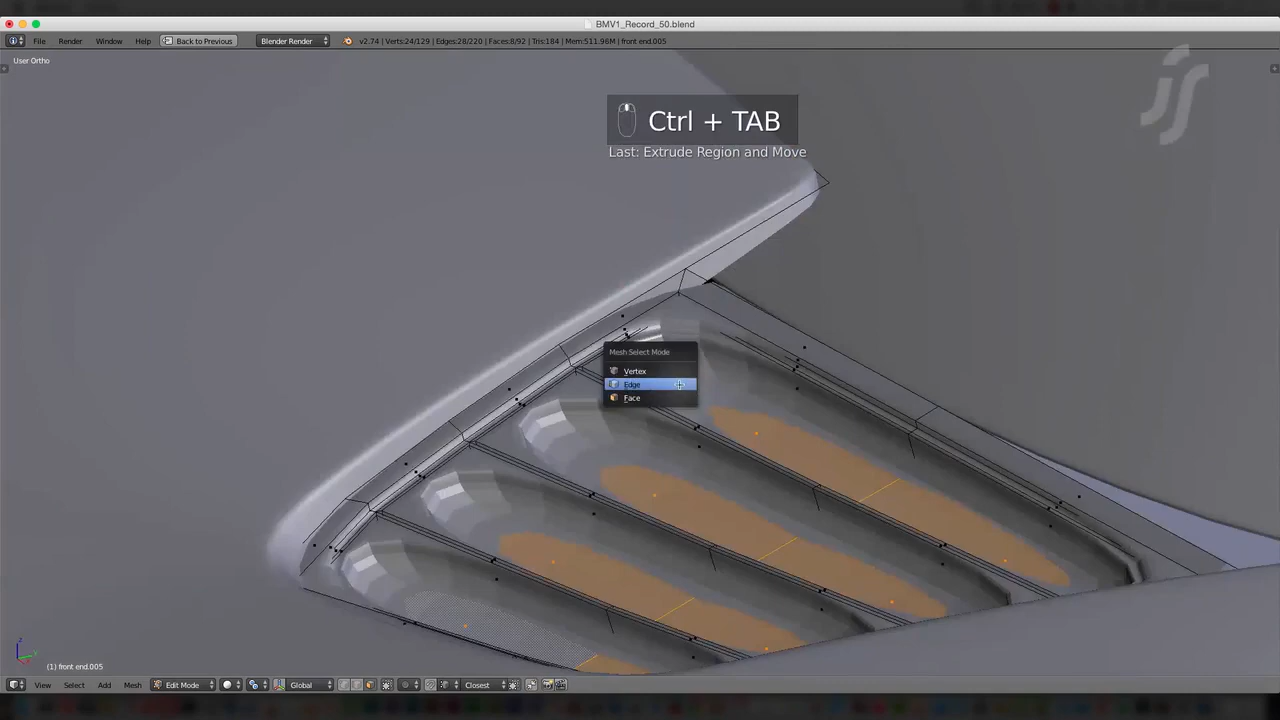 BMV1_Record_50.blend
File Render Window Help Back to Previous Blender Render v2.74 | Verts:24/129 | Edges:28/220 | Faces:8/92 | Tris:184 | Mem:511.96M | front end.005
User Ortho
Ctrl + TAB
Last: Extrude Region and Move
Mesh Select Mode
Vertex
Edge
Face
(1) front end.005
View Select Add Mesh Edit Mode Global Closest